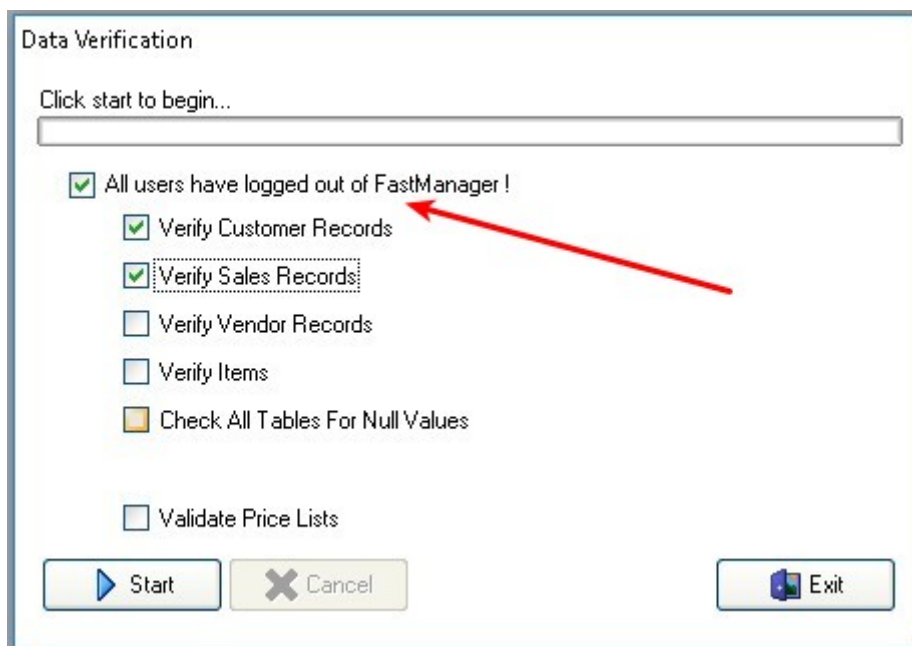 Data Verification
Click start to begin...
All users have logged out of FastManager !
Verify Customer Records
Verify Sales Records
Verify Vendor Records
Verify Items
Check All Tables For Null Values
Validate Price Lists
Start Cancel Exit